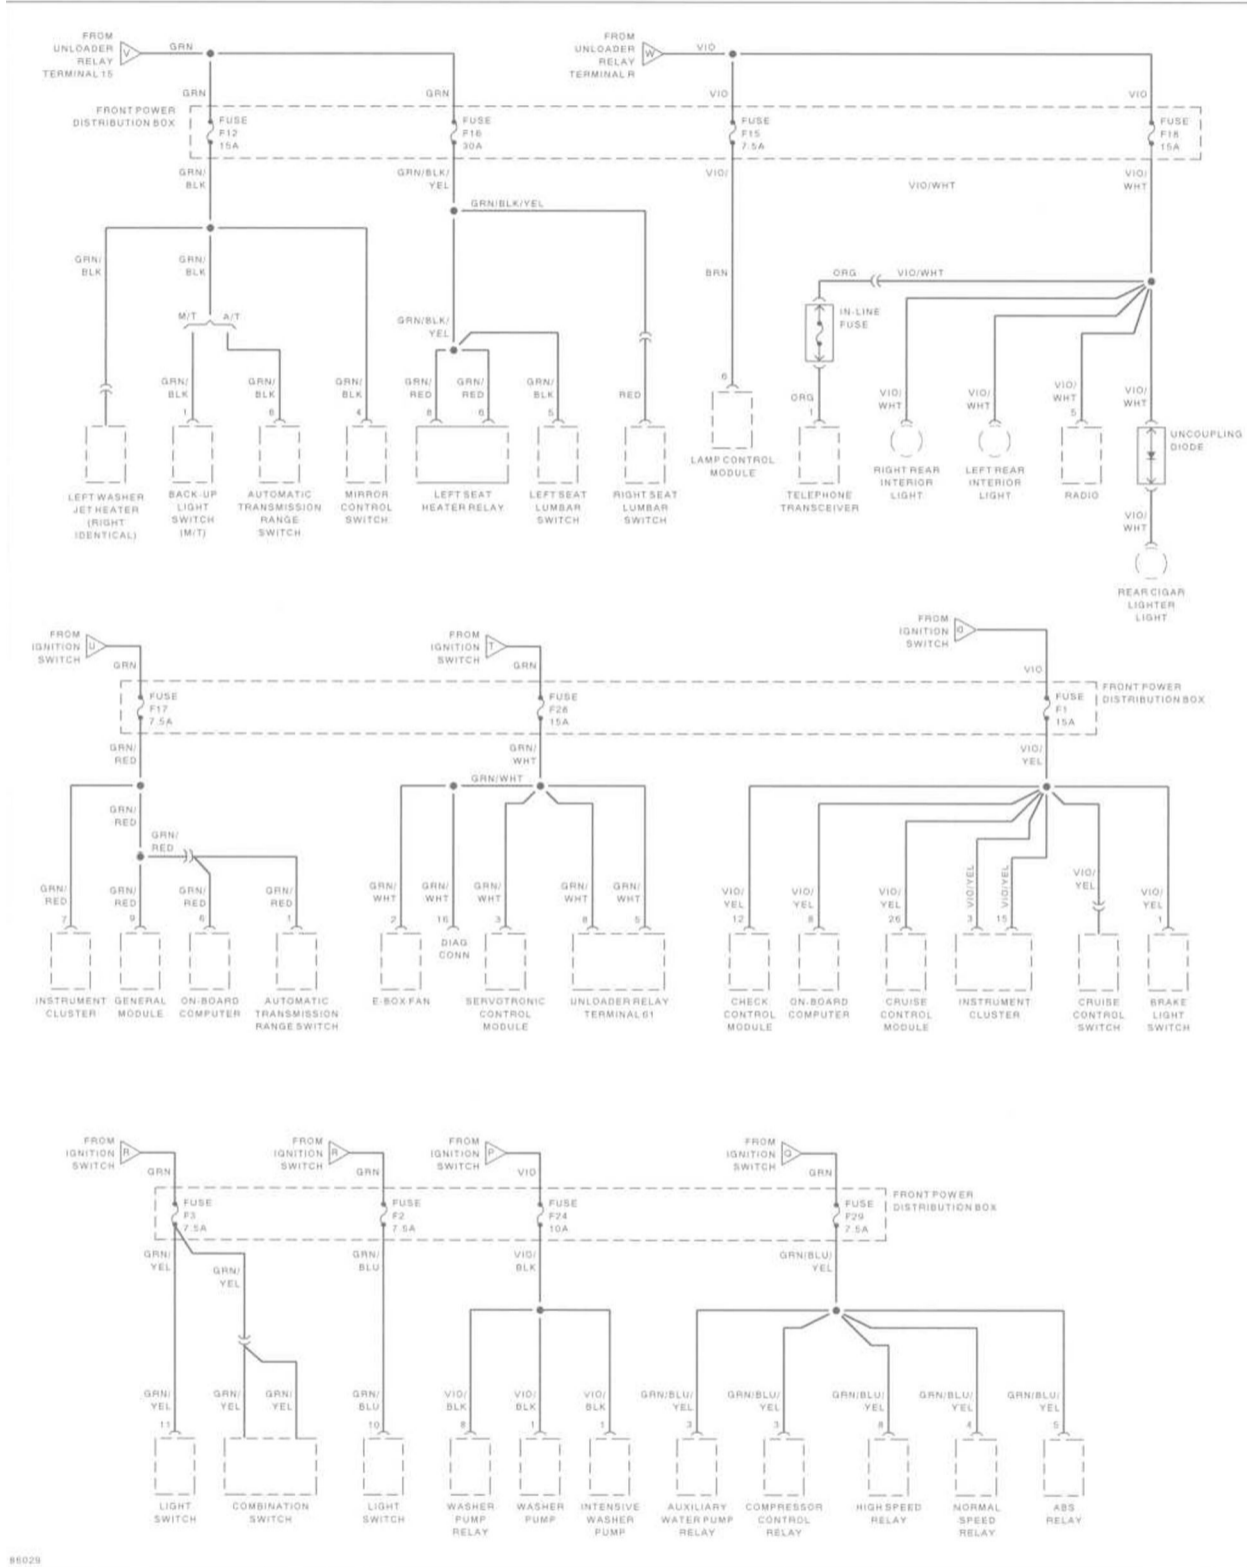 FROM
UNLOADER
RELAY
TERMINAL 15
V
GRN
FROM
UNLOADER
RELAY
TERMINAL R
W
VIO
GRN
GRN
VIO
VIO
FRONT POWER
DISTRIBUTION BOX
FUSE
F12
15A
FUSE
F16
30A
FUSE
F15
7.5A
FUSE
F18
15A
GRN/
BLK
GRN/BLK/
YEL
VIO/
VIO/WHT
VIO/
WHT
GRN/BLK/YEL
GRN/
BLK
GRN/
BLK
BRN
ORG
VIO/WHT
M/T
A/T
GRN/BLK/
YEL
IN-LINE
FUSE
GRN/
BLK
1
GRN/
BLK
6
GRN/
BLK
4
GRN/
RED
8
GRN/
RED
6
GRN/
BLK
5
RED
6
ORG
1
VIO/
WHT
VIO/
WHT
VIO/
WHT
5
VIO/
WHT
LEFT WASHER
JET HEATER
(RIGHT
IDENTICAL)
BACK-UP
LIGHT
SWITCH
(M/T)
AUTOMATIC
TRANSMISSION
RANGE
SWITCH
MIRROR
CONTROL
SWITCH
LEFT SEAT
HEATER RELAY
LEFT SEAT
LUMBAR
SWITCH
RIGHT SEAT
LUMBAR
SWITCH
LAMP CONTROL
MODULE
TELEPHONE
TRANSCEIVER
RIGHT REAR
INTERIOR
LIGHT
LEFT REAR
INTERIOR
LIGHT
RADIO
UNCOUPLING
DIODE
VIO/
WHT
REAR CIGAR
LIGHTER
LIGHT
FROM
IGNITION
SWITCH
U
GRN
FROM
IGNITION
SWITCH
T
GRN
FROM
IGNITION
SWITCH
VIO
FUSE
F17
7.5A
FUSE
F28
15A
FUSE
F1
15A
FRONT POWER
DISTRIBUTION BOX
GRN/
RED
GRN/
WHT
VIO/
YEL
GRN/WHT
GRN/
RED
GRN/
RED
GRN/
RED
7
GRN/
RED
9
GRN/
RED
6
GRN/
RED
1
GRN/
WHT
2
GRN/
WHT
16
DIAG
CONN
GRN/
WHT
3
GRN/
WHT
8
GRN/
WHT
5
VIO/
YEL
12
VIO/
YEL
8
VIO/
YEL
26
VIO/YEL
3
VIO/YEL
15
VIO/
YEL
VIO/
YEL
1
INSTRUMENT
CLUSTER
GENERAL
MODULE
ON-BOARD
COMPUTER
AUTOMATIC
TRANSMISSION
RANGE SWITCH
E-BOX FAN
SERVOTRONIC
CONTROL
MODULE
UNLOADER RELAY
TERMINAL 61
CHECK
CONTROL
MODULE
ON-BOARD
COMPUTER
CRUISE
CONTROL
MODULE
INSTRUMENT
CLUSTER
CRUISE
CONTROL
SWITCH
BRAKE
LIGHT
SWITCH
FROM
IGNITION
SWITCH
R
GRN
FROM
IGNITION
SWITCH
R
GRN
FROM
IGNITION
SWITCH
P
VIO
FROM
IGNITION
SWITCH
Q
GRN
FUSE
F3
7.5A
FUSE
F2
7.5A
FUSE
F24
10A
FUSE
F29
7.5A
FRONT POWER
DISTRIBUTION BOX
GRN/
YEL
GRN/
YEL
GRN/
BLU
VIO/
BLK
GRN/BLU/
YEL
GRN/
YEL
11
GRN/
YEL
GRN/
YEL
GRN/
BLU
10
VIO/
BLK
8
VIO/
BLK
1
VIO/
BLK
1
GRN/BLU/
YEL
3
GRN/BLU/
YEL
3
GRN/BLU/
YEL
8
GRN/BLU/
YEL
4
GRN/BLU/
YEL
5
LIGHT
SWITCH
COMBINATION
SWITCH
LIGHT
SWITCH
WASHER
PUMP
RELAY
WASHER
PUMP
INTENSIVE
WASHER
PUMP
AUXILIARY
WATER PUMP
RELAY
COMPRESSOR
CONTROL
RELAY
HIGH SPEED
RELAY
NORMAL
SPEED
RELAY
ABS
RELAY
86029